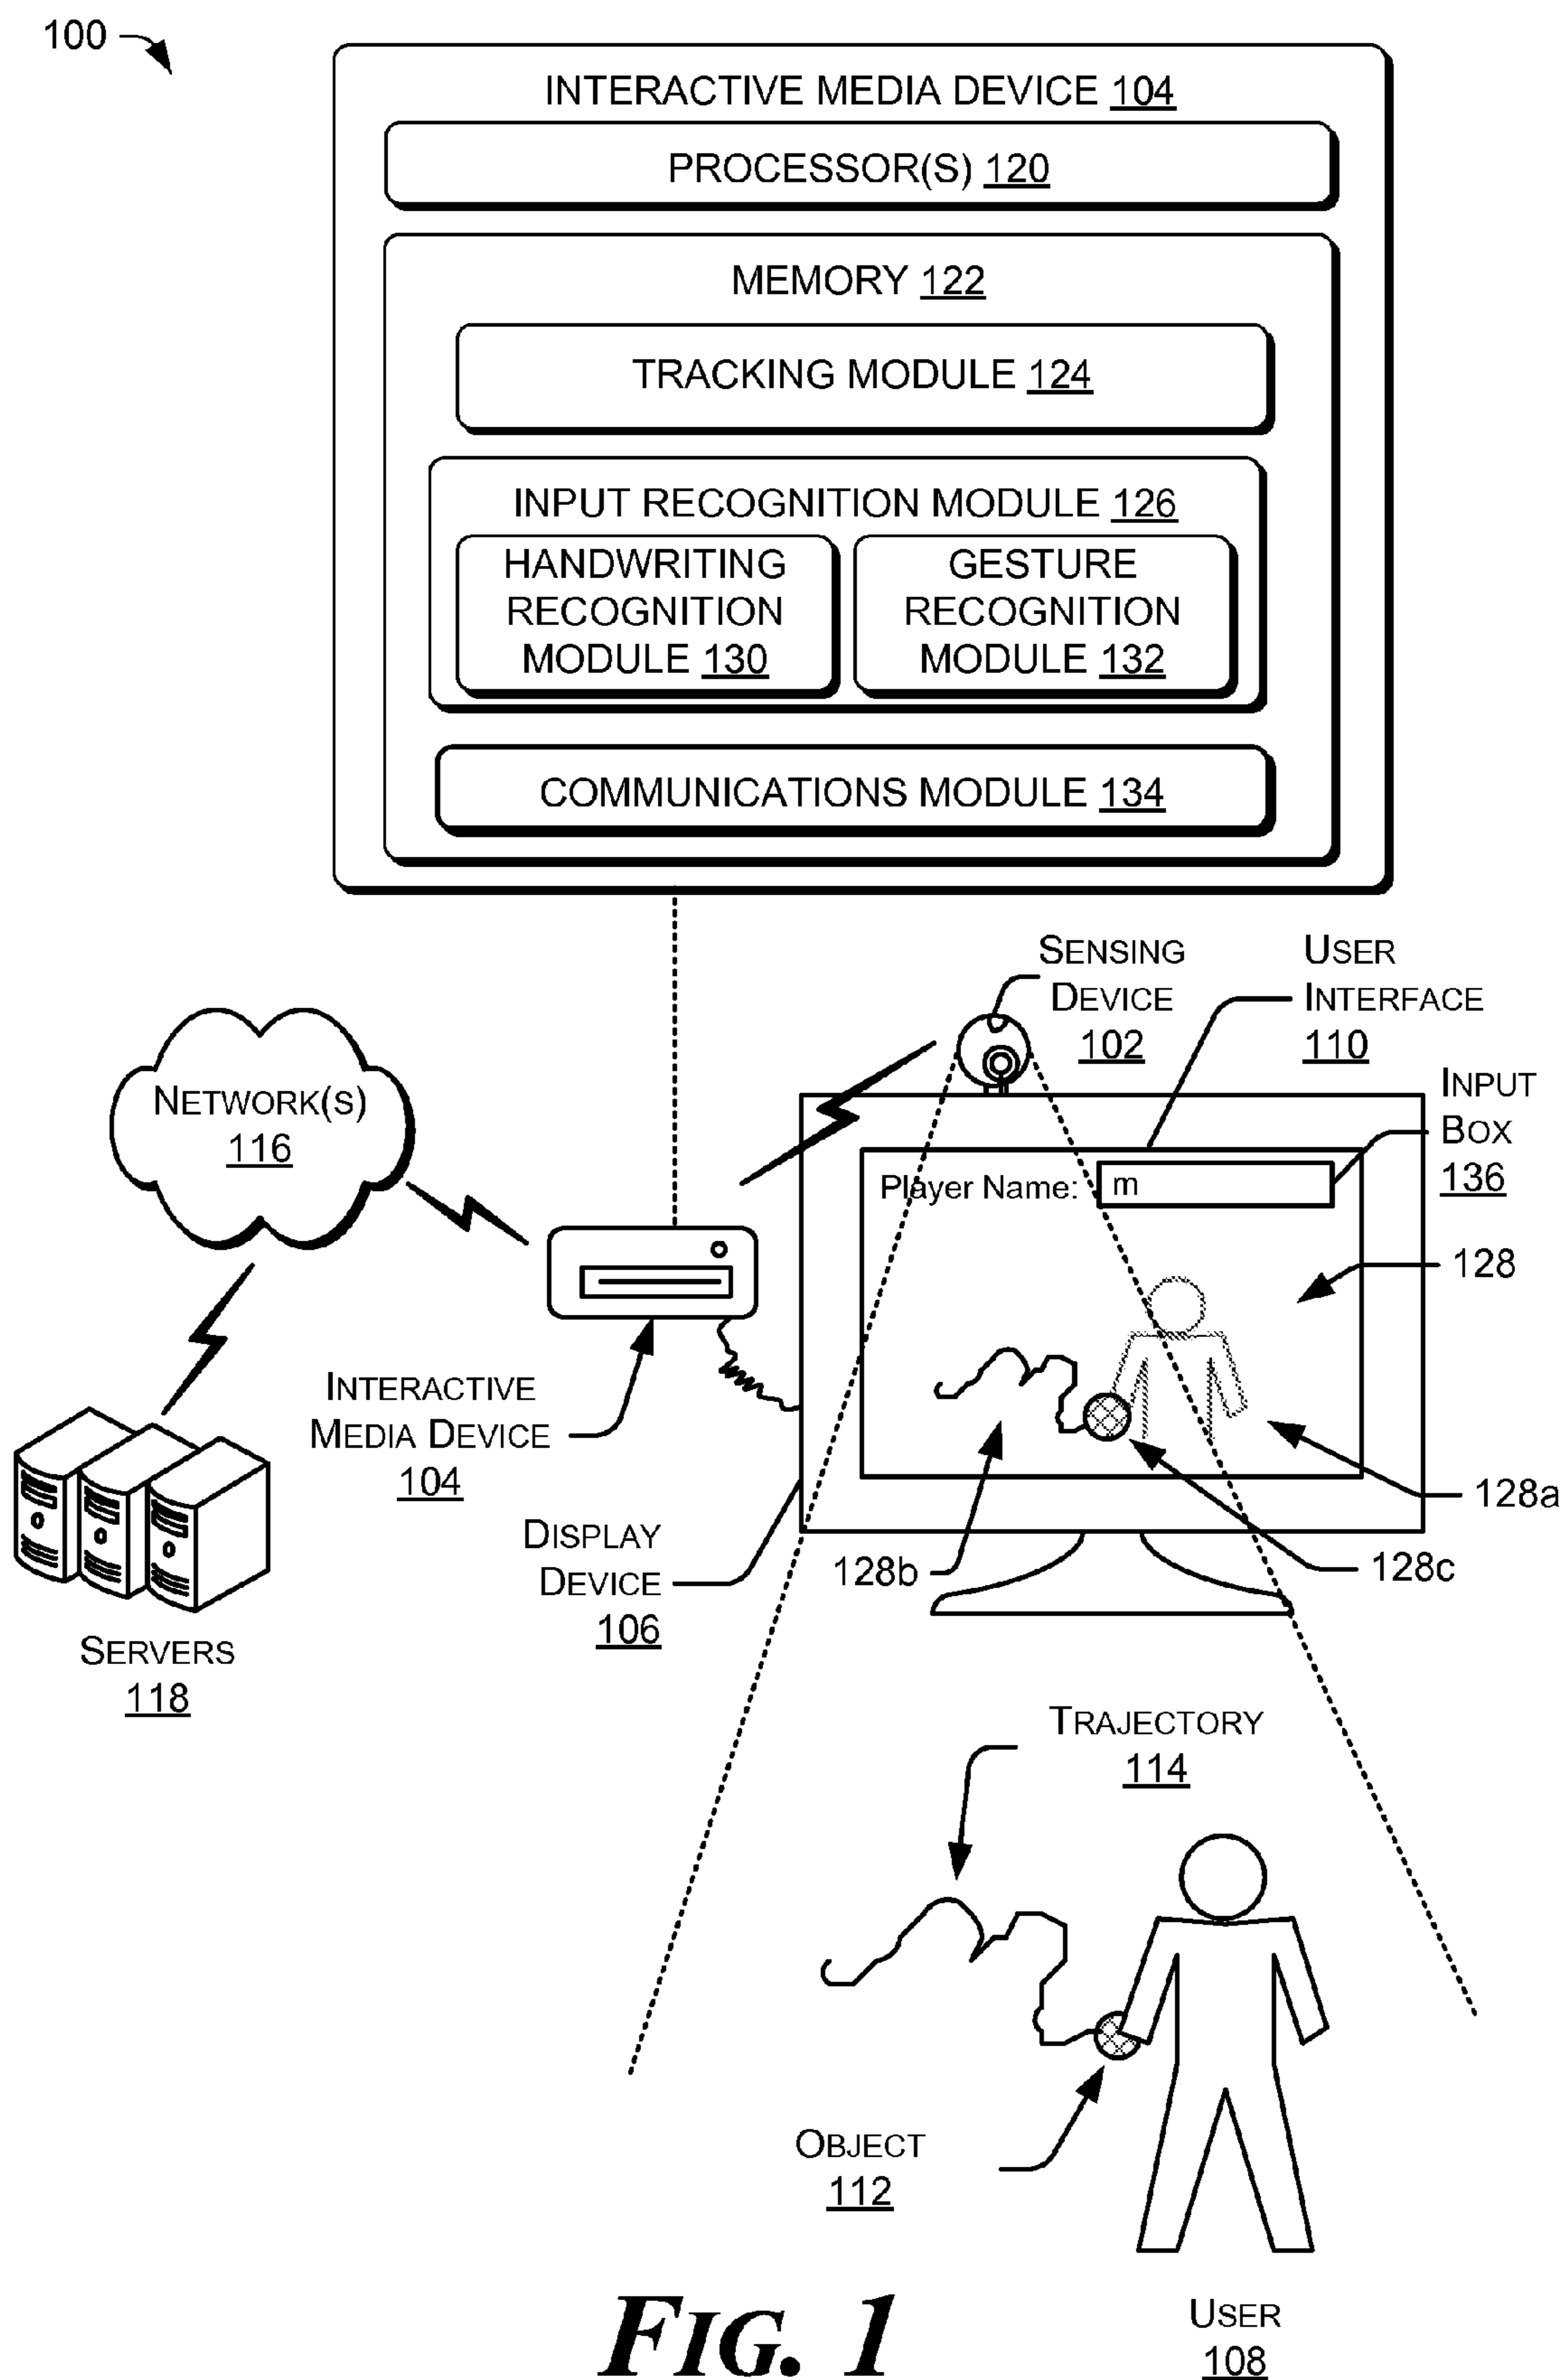 100
INTERACTIVE MEDIA DEVICE 104
PROCESSOR(S) 120
MEMORY 122
TRACKING MODULE 124
INPUT RECOGNITION MODULE 126
HANDWRITING
RECOGNITION
MODULE 130
GESTURE
RECOGNITION
MODULE 132
COMMUNICATIONS MODULE 134
SENSING
DEVICE
102
USER
INTERFACE
110
INPUT
BOX
136
NETWORK(S)
116
Player Name:
m
128
INTERACTIVE
MEDIA DEVICE
104
128a
DISPLAY
DEVICE
106
128b
128c
SERVERS
118
TRAJECTORY
114
OBJECT
112
USER
108
FIG. 1